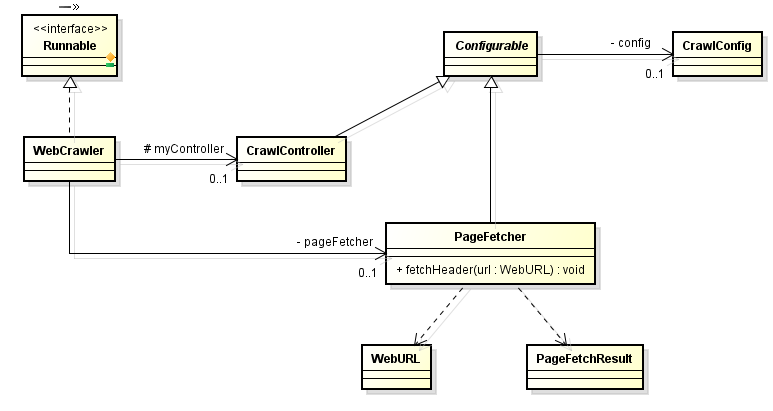 <<interface>>
Runnable
Configurable
- config
CrawlConfig
0..1
WebCrawler
# myController
CrawlController
0..1
PageFetcher
- pageFetcher
0..1
+ fetchHeader(url : WebURL) : void
WebURL
PageFetchResult